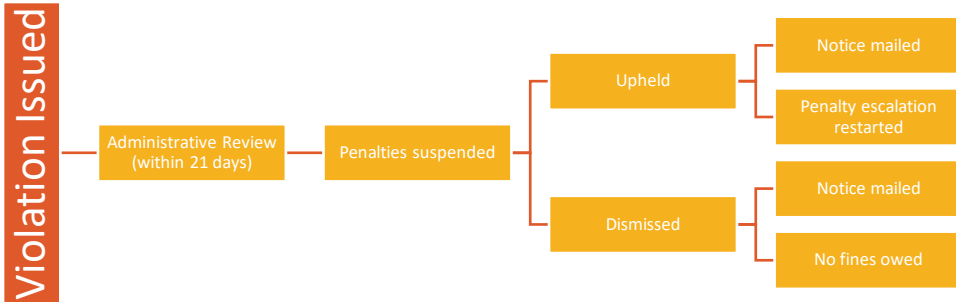 Violation Issued
Administrative Review
(within 21 days)
Penalties suspended
Upheld
Notice mailed
Penalty escalation
restarted
Dismissed
Notice mailed
No fines owed